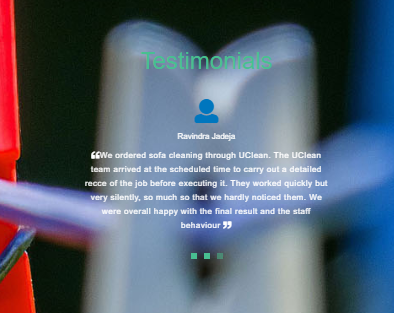 Testimonials
Ravindra Jadeja
❝We ordered sofa cleaning through UClean. The UClean
team arrived at the scheduled time to carry out a detailed
recce of the job before executing it. They worked quickly but
very silently, so much so that we hardly noticed them. We
were overall happy with the final result and the staff
behaviour ❞